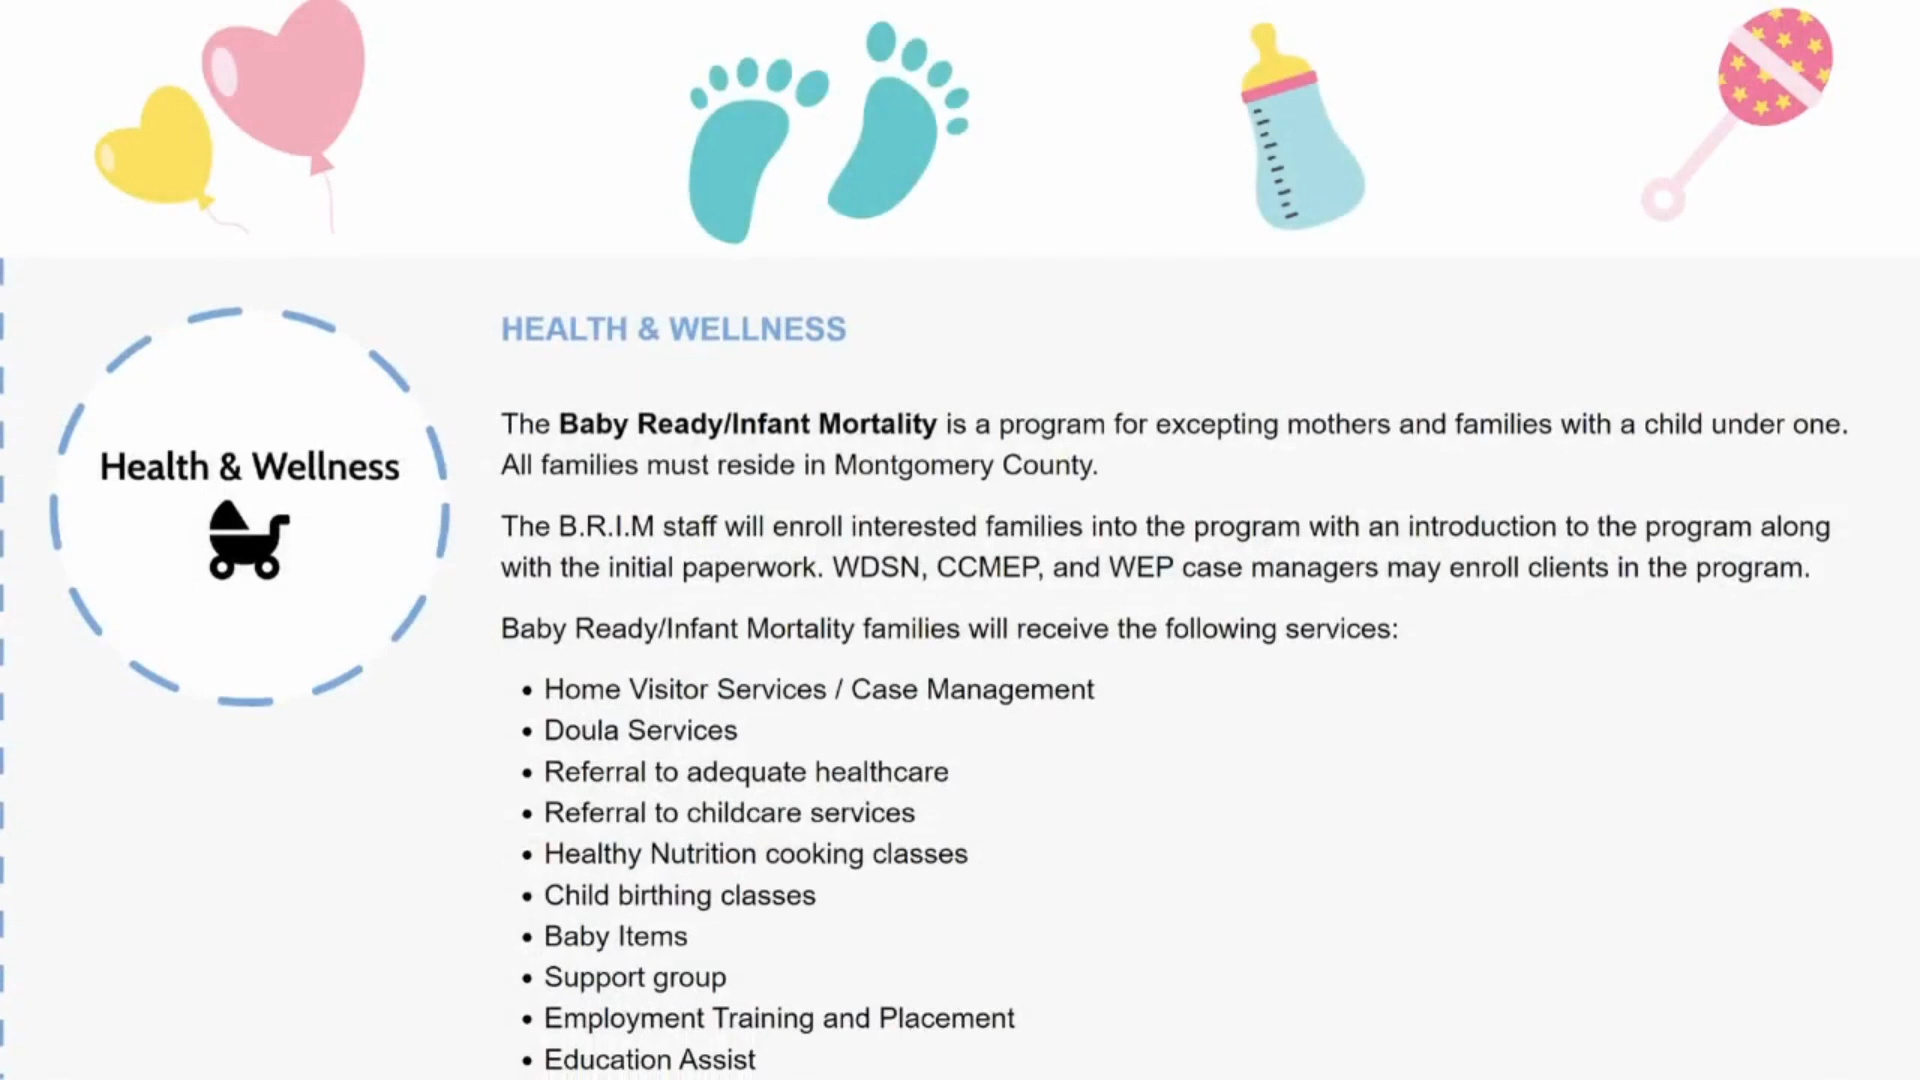 Health & Wellness
HEALTH & WELLNESS
The Baby Ready/Infant Mortality is a program for excepting mothers and families with a child under one.
All families must reside in Montgomery County.
The B.R.I.M staff will enroll interested families into the program with an introduction to the program along
with the initial paperwork. WDSN, CCMEP, and WEP case managers may enroll clients in the program.
Baby Ready/Infant Mortality families will receive the following services:
• Home Visitor Services / Case Management
• Doula Services
• Referral to adequate healthcare
• Referral to childcare services
• Healthy Nutrition cooking classes
• Child birthing classes
• Baby Items
• Support group
• Employment Training and Placement
• Education Assist